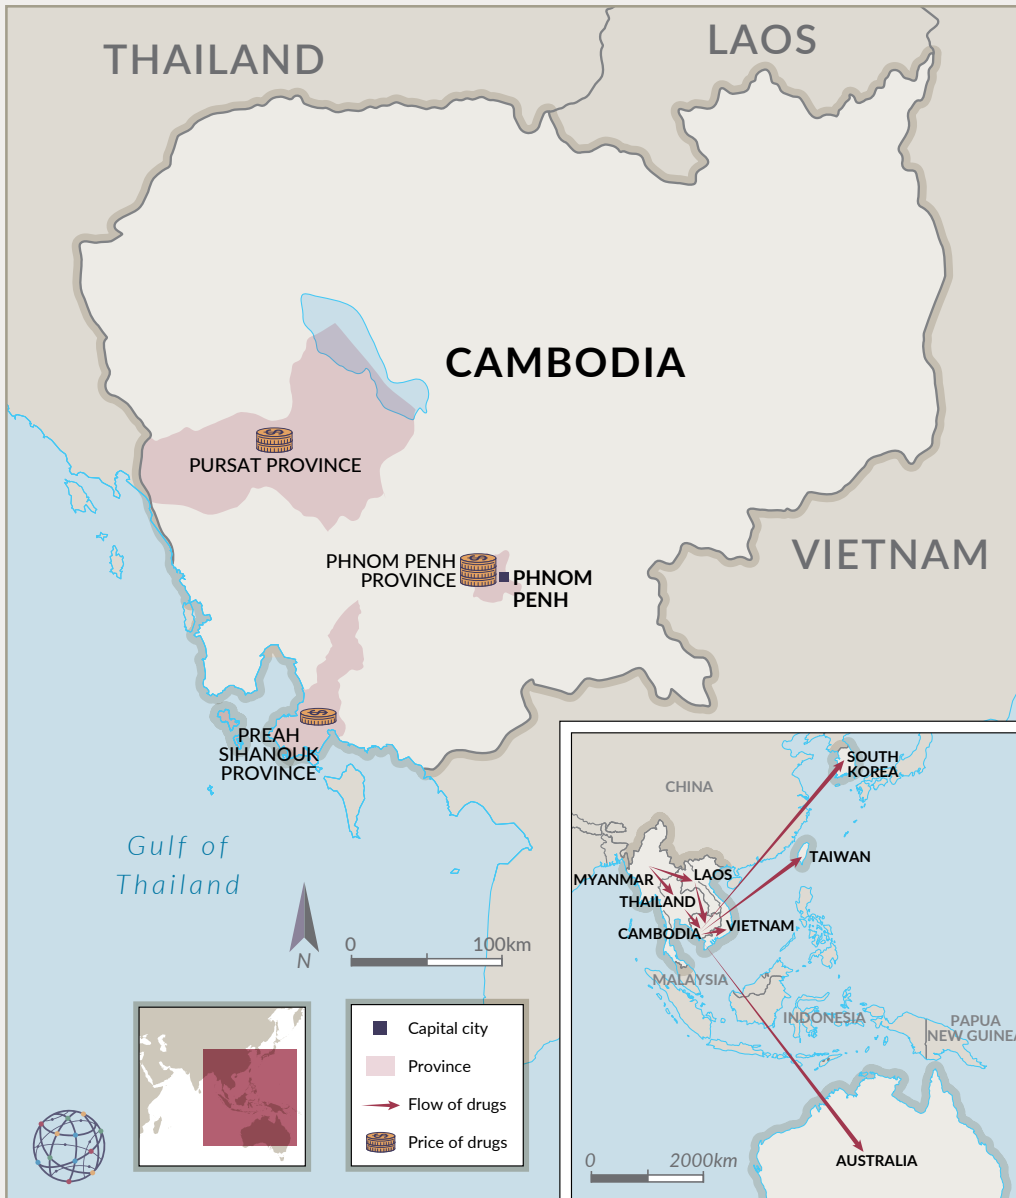 THAILAND
LAOS
CAMBODIA
PURSAT PROVINCE
VIETNAM
PHNOM PENH
PROVINCE
PHNOM
PENH
PREAH
SIHANOUK
PROVINCE
Gulf of
Thailand
N
0 100km
Capital city
Province
Flow of drugs
Price of drugs
SOUTH
KOREA
CHINA
TAIWAN
MYANMAR
LAOS
THAILAND
VIETNAM
CAMBODIA
MALAYSIA
INDONESIA
PAPUA
NEW GUINEA
AUSTRALIA
0 2000km